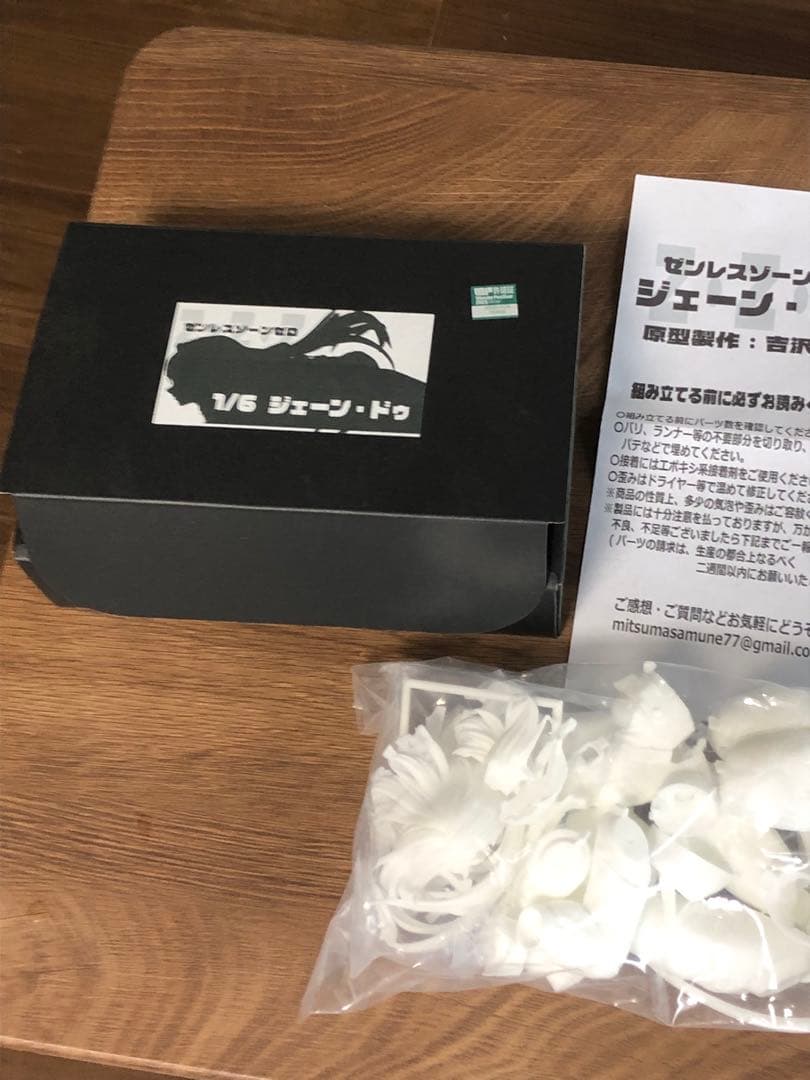 ゼンレスゾーンゼロ
1/6 ジェーン・ドゥ
ゼンレスゾーン
ジェーン・
原型製作：吉沢
組み立てる前に必ずお読み
○組み立てる前にパーツ数を確認してくださ
○バリ、ランナー等の不要部分を切り取り、
パテなどで埋めてください。
○接着にはエポキシ系接着剤をご使用くださ
○歪みはドライヤー等で温めて修正してくだ
※商品の性質上、多少の気泡や歪みはご容赦く
※製品には十分注意を払っておりますが、万が
不良、不足等ございましたら下記までご一報
(パーツの請求は、生産の都合上なるべく
二週間以内にお願いいた
ご感想・ご質問などお気軽にどうぞ
mitsumasamune77@gmail.co